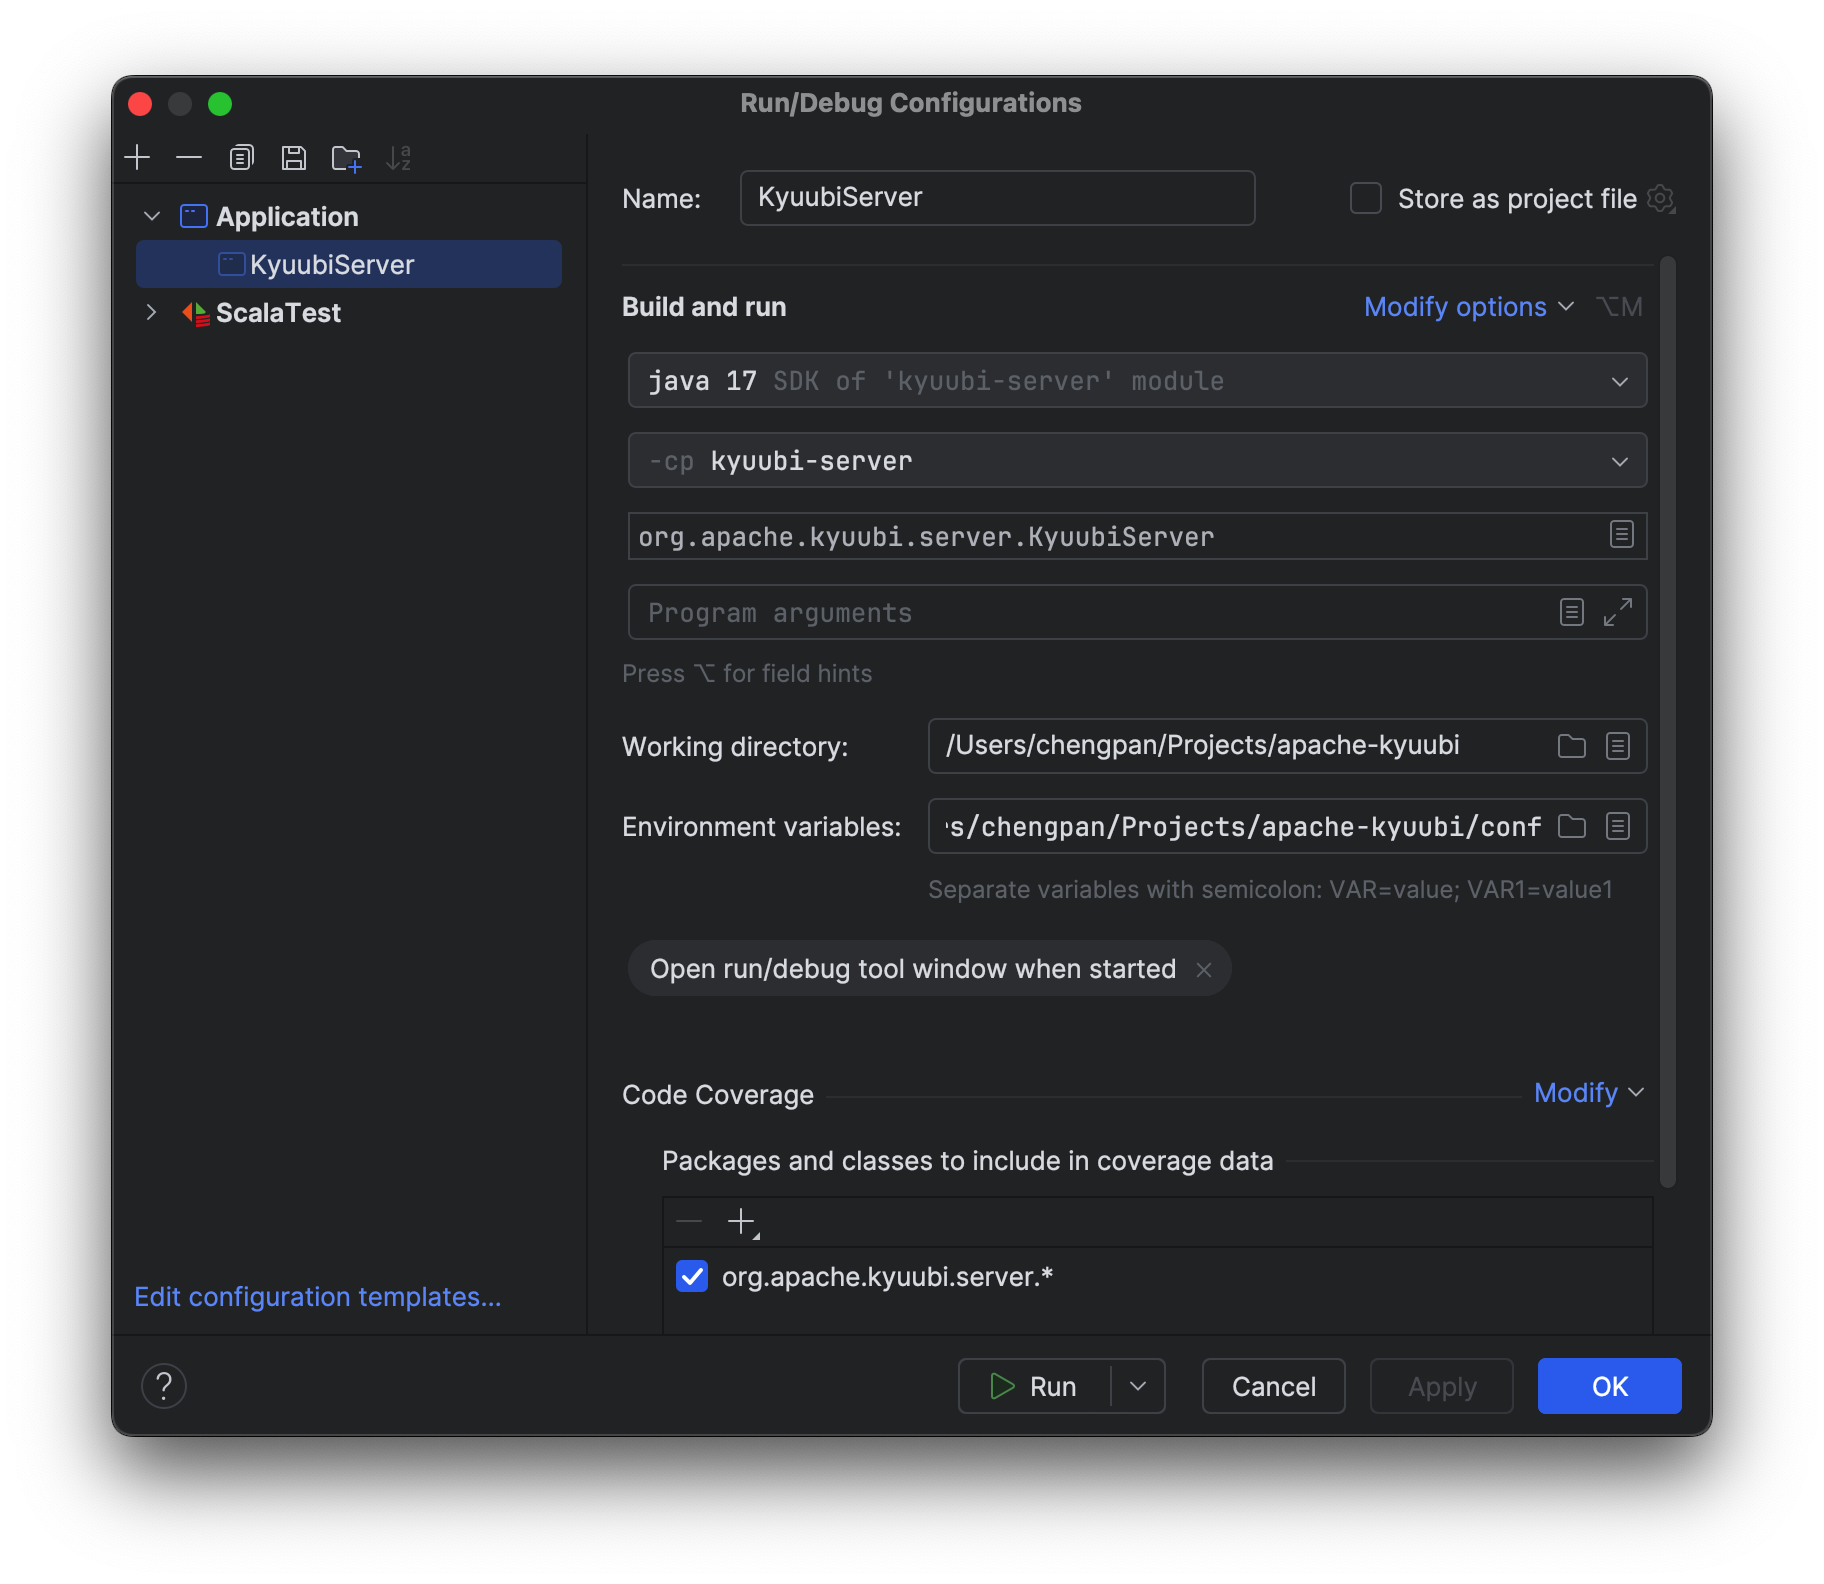 Run/Debug Configurations
Application
KyuubiServer
ScalaTest
Edit configuration templates...
Name:
KyuubiServer
Store as project file
Build and run
Modify options
⌥M
java 17 SDK of 'kyuubi-server' module
-cp kyuubi-server
org.apache.kyuubi.server.KyuubiServer
Program arguments
Press ⌥ for field hints
Working directory:
/Users/chengpan/Projects/apache-kyuubi
Environment variables:
s/chengpan/Projects/apache-kyuubi/conf
Separate variables with semicolon: VAR=value; VAR1=value1
Open run/debug tool window when started
Code Coverage
Modify
Packages and classes to include in coverage data
org.apache.kyuubi.server.*
?
Run
Cancel
Apply
OK